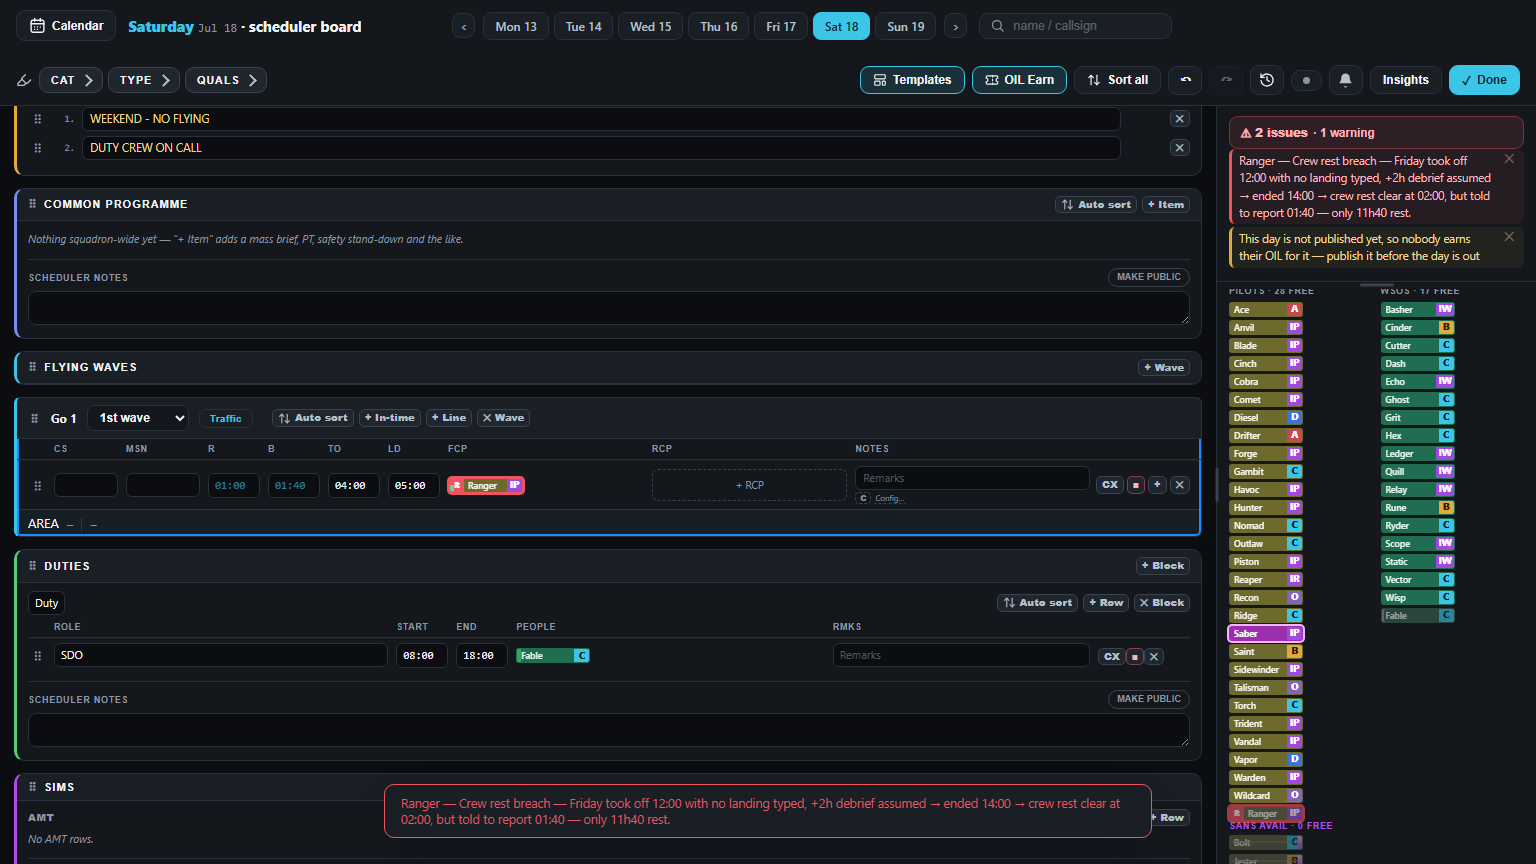 Calendar
Saturday Jul 18 · scheduler board
‹ Mon 13 Tue 14 Wed 15 Thu 16 Fri 17 Sat 18 Sun 19 ›
name / callsign
CAT TYPE QUALS
Templates OIL Earn Sort all Insights ✓ Done
1. WEEKEND - NO FLYING
2. DUTY CREW ON CALL
COMMON PROGRAMME
Auto sort + Item
Nothing squadron-wide yet — "+ Item" adds a mass brief, PT, safety stand-down and the like.
SCHEDULER NOTES MAKE PUBLIC
FLYING WAVES + Wave
Go 1 1st wave Traffic Auto sort + In-time + Line ✕ Wave
CS MSN R B TO LD FCP RCP NOTES
01:00 01:40 04:00 05:00 R Ranger IP + RCP Remarks CX + ✕
C Config...
AREA – –
DUTIES + Block
Duty Auto sort + Row ✕ Block
ROLE START END PEOPLE RMKS
SDO 08:00 18:00 Fable C Remarks CX ✕
SCHEDULER NOTES MAKE PUBLIC
SIMS
AMT + Row
No AMT rows.
Ranger — Crew rest breach — Friday took off 12:00 with no landing typed, +2h debrief assumed → ended 14:00 → crew rest clear at
02:00, but told to report 01:40 — only 11h40 rest.
⚠ 2 issues · 1 warning
Ranger — Crew rest breach — Friday took off
12:00 with no landing typed, +2h debrief assumed
→ ended 14:00 → crew rest clear at 02:00, but told
to report 01:40 — only 11h40 rest.
This day is not published yet, so nobody earns
their OIL for it — publish it before the day is out
PILOTS · 28 FREE
Ace A
Anvil IP
Blade IP
Cinch IP
Cobra IP
Comet IP
Diesel D
Drifter A
Forge IP
Gambit C
Havoc IP
Hunter IP
Nomad C
Outlaw C
Piston IP
Reaper IR
Recon O
Ridge C
Saber IP
Saint B
Sidewinder IP
Talisman O
Torch C
Trident IP
Vandal IP
Vapor D
Warden IP
Wildcard O
R Ranger IP
WSOS · 17 FREE
Basher IW
Cinder B
Cutter C
Dash C
Echo IW
Ghost C
Grit C
Hex C
Ledger IW
Quill IW
Relay IW
Rune B
Ryder C
Scope IW
Static IW
Vector C
Wisp C
Fable C
SANS AVAIL · 0 FREE
Bolt C
Jester B